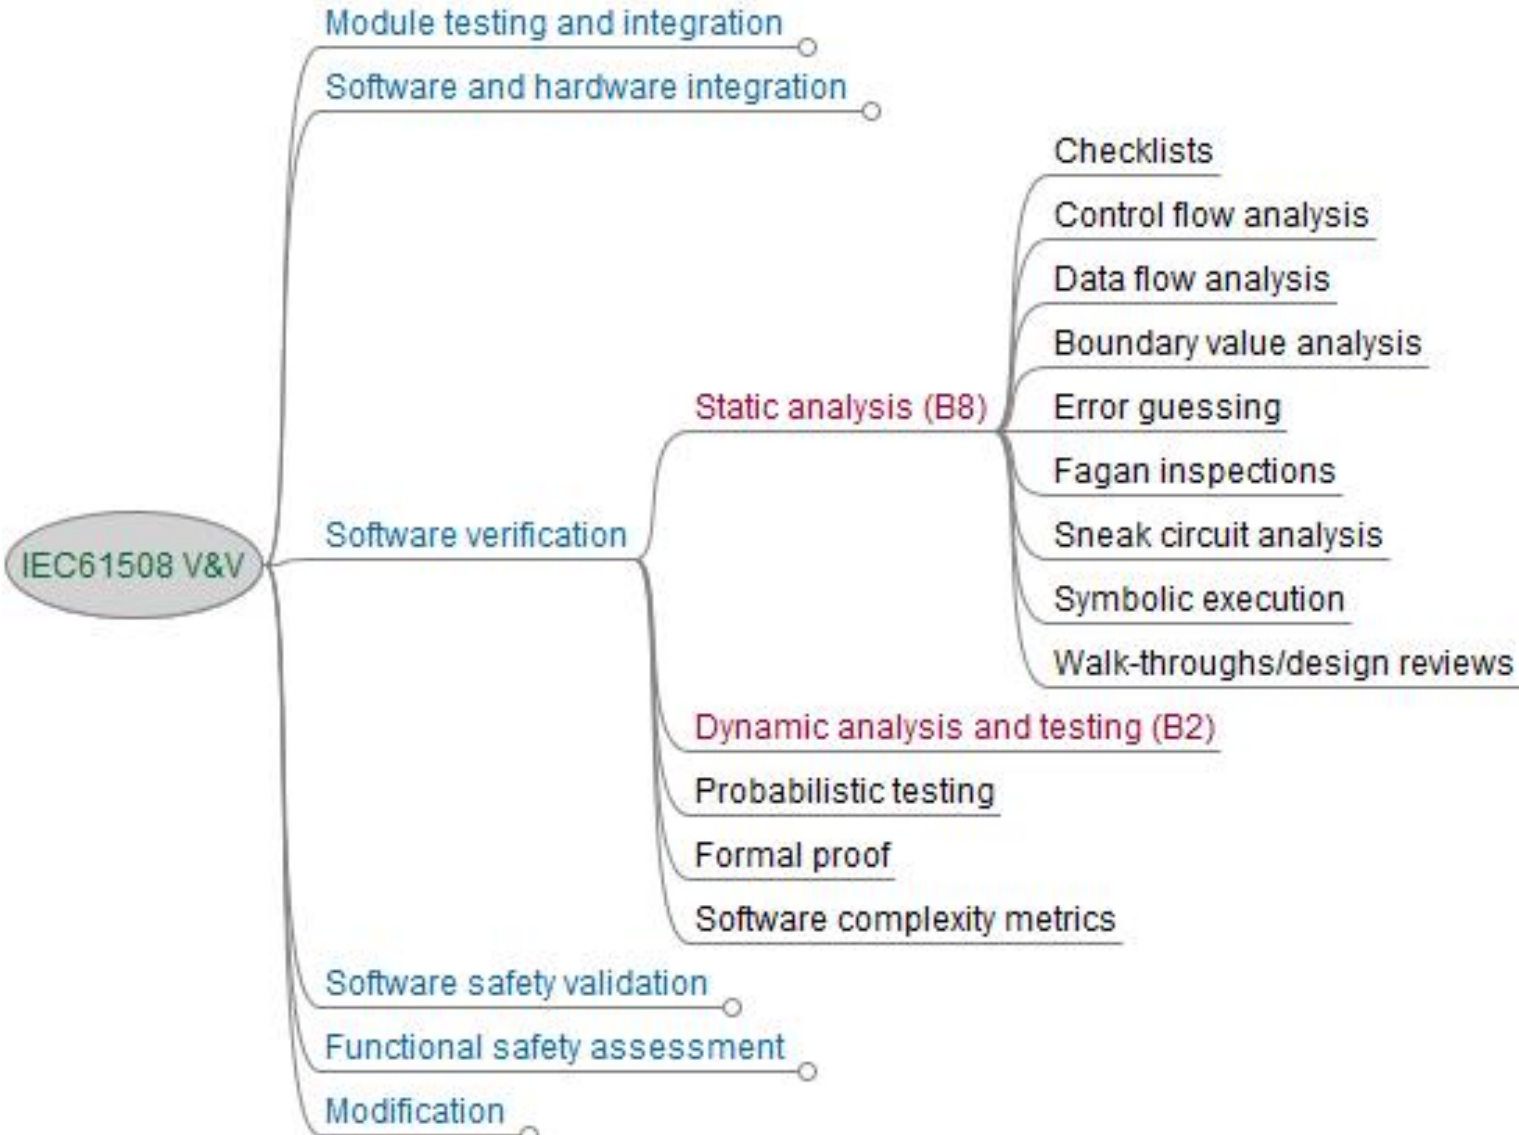 Module testing and integration
Software and hardware integration
Checklists
Control flow analysis
Data flow analysis
Boundary value analysis
Static analysis (B8)
Error guessing
Fagan inspections
Software verification
Sneak circuit analysis
IEC61508 V&V
Symbolic execution
Walk-throughs/design reviews
Dynamic analysis and testing (B2)
Probabilistic testing
Formal proof
Software complexity metrics
Software safety validation
Functional safety assessment
Modification